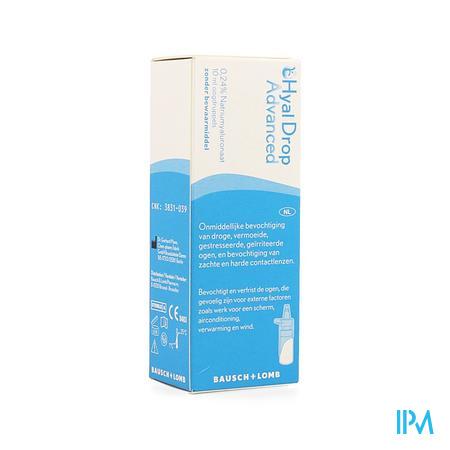 Hyal Drop
Advanced
0,24% Natriumhyaluronaat
10 ml oogdruppels
zonder bewaarmiddel
NL
Onmiddellijke bevochtiging
van droge, vermoeide,
gestresseerde, geïrriteerde
ogen, en bevochtiging van
zachte en harde contactlenzen.
Bevochtigt en verfrist de ogen, die
gevoelig zijn voor externe factoren
zoals werk voor een scherm,
airconditioning,
verwarming en wind.
BAUSCH + LOMB
CNK: 3831-039
IPM